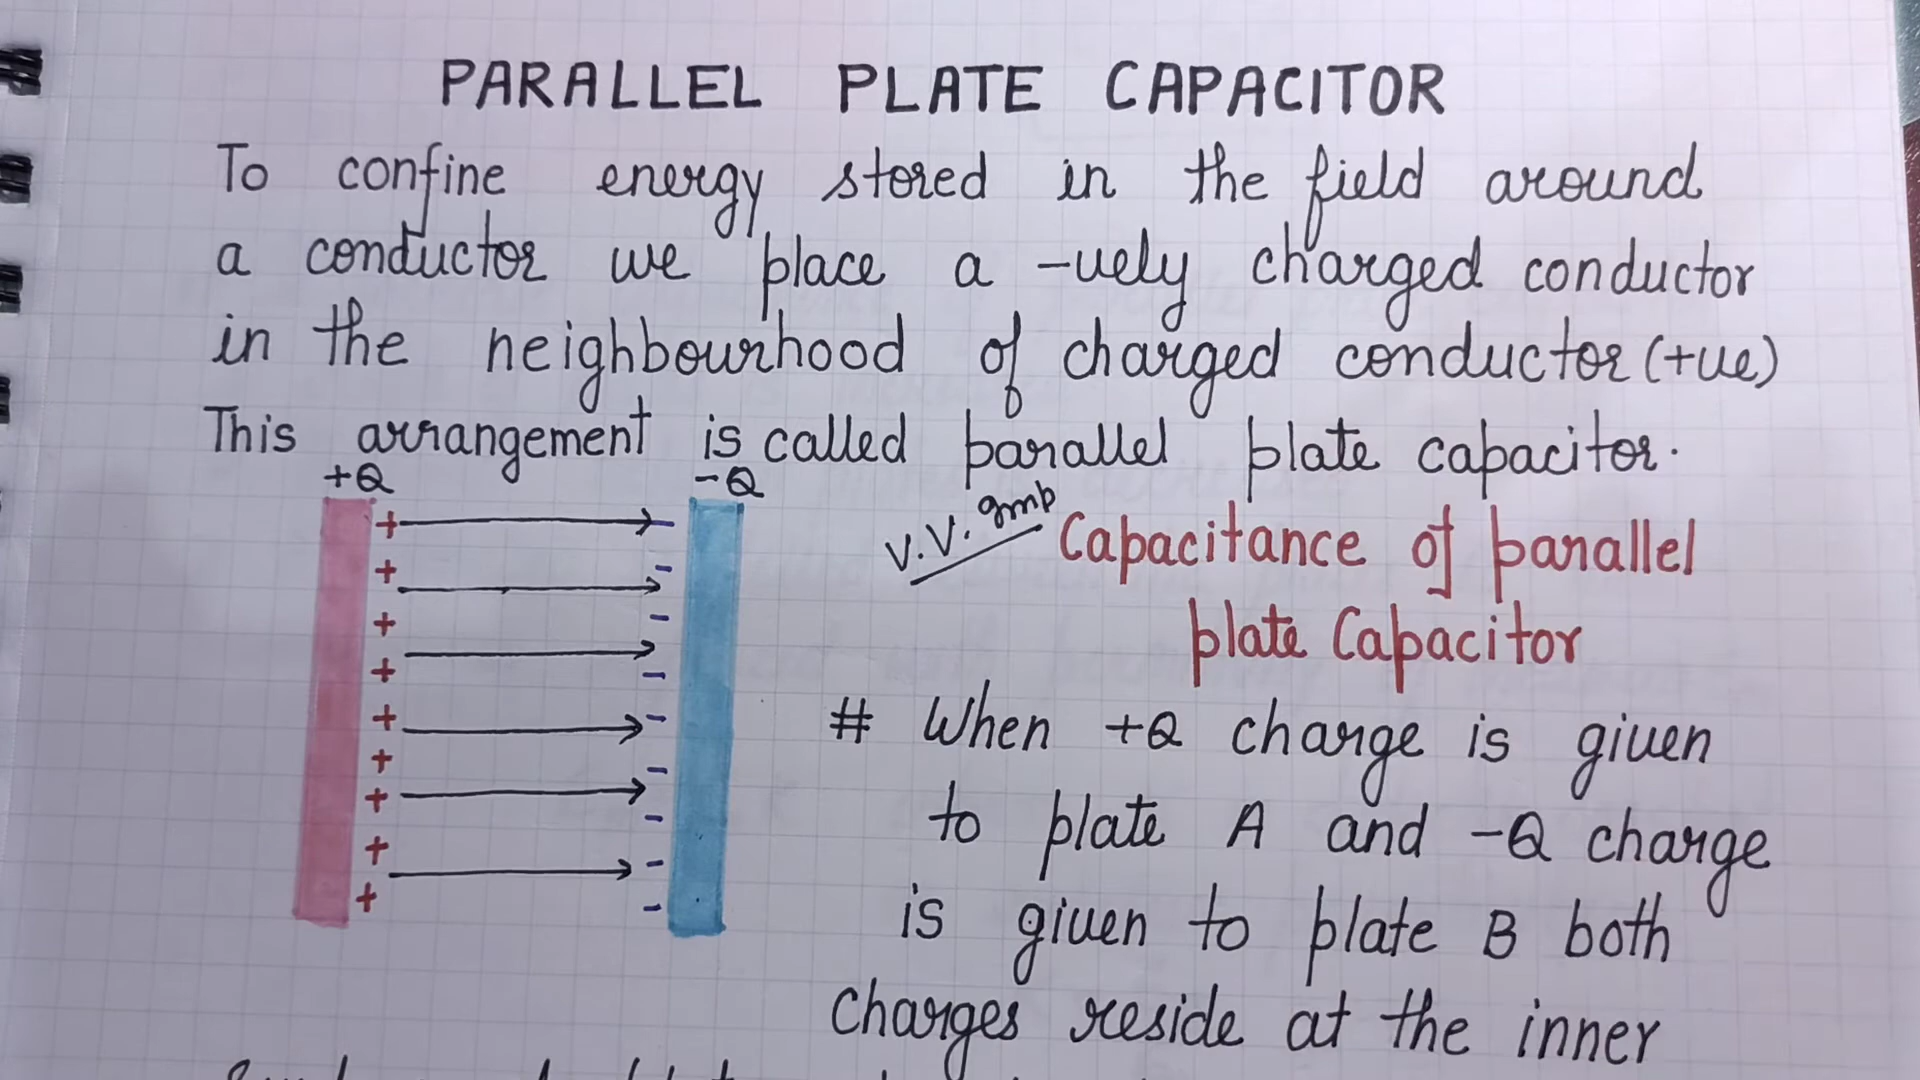 PARALLEL PLATE CAPACITOR
To confine energy stored in the field around
a conductor we place a -vely charged conductor
in the neighbourhood of charged conductor (+ve)
This arrangement is called parallel plate capacitor.
+Q -Q
V.V. Imp
Capacitance of parallel
plate Capacitor
# When +Q charge is given
to plate A and -Q charge
is given to plate B both
charges reside at the inner